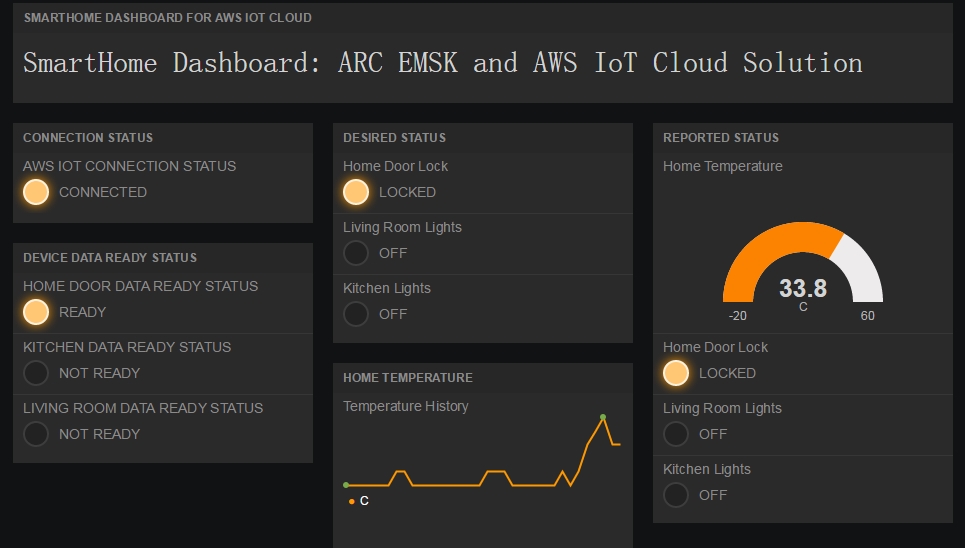 SMARTHOME DASHBOARD FOR AWS IOT CLOUD
SmartHome Dashboard: ARC EMSK and AWS IoT Cloud Solution
CONNECTION STATUS
AWS IOT CONNECTION STATUS
CONNECTED
DEVICE DATA READY STATUS
HOME DOOR DATA READY STATUS
READY
KITCHEN DATA READY STATUS
NOT READY
LIVING ROOM DATA READY STATUS
NOT READY
DESIRED STATUS
Home Door Lock
LOCKED
Living Room Lights
OFF
Kitchen Lights
OFF
HOME TEMPERATURE
Temperature History
C
REPORTED STATUS
Home Temperature
33.8
C
-20
60
Home Door Lock
LOCKED
Living Room Lights
OFF
Kitchen Lights
OFF